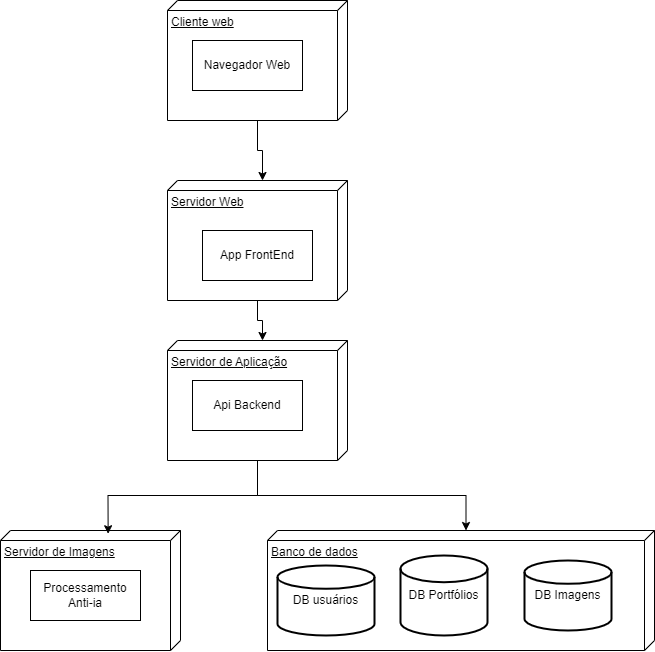 Cliente web
Navegador Web
Servidor Web
App FrontEnd
Servidor de Aplicação
Api Backend
Servidor de Imagens
Processamento
Anti-ia
Banco de dados
DB usuários
DB Portfólios
DB Imagens